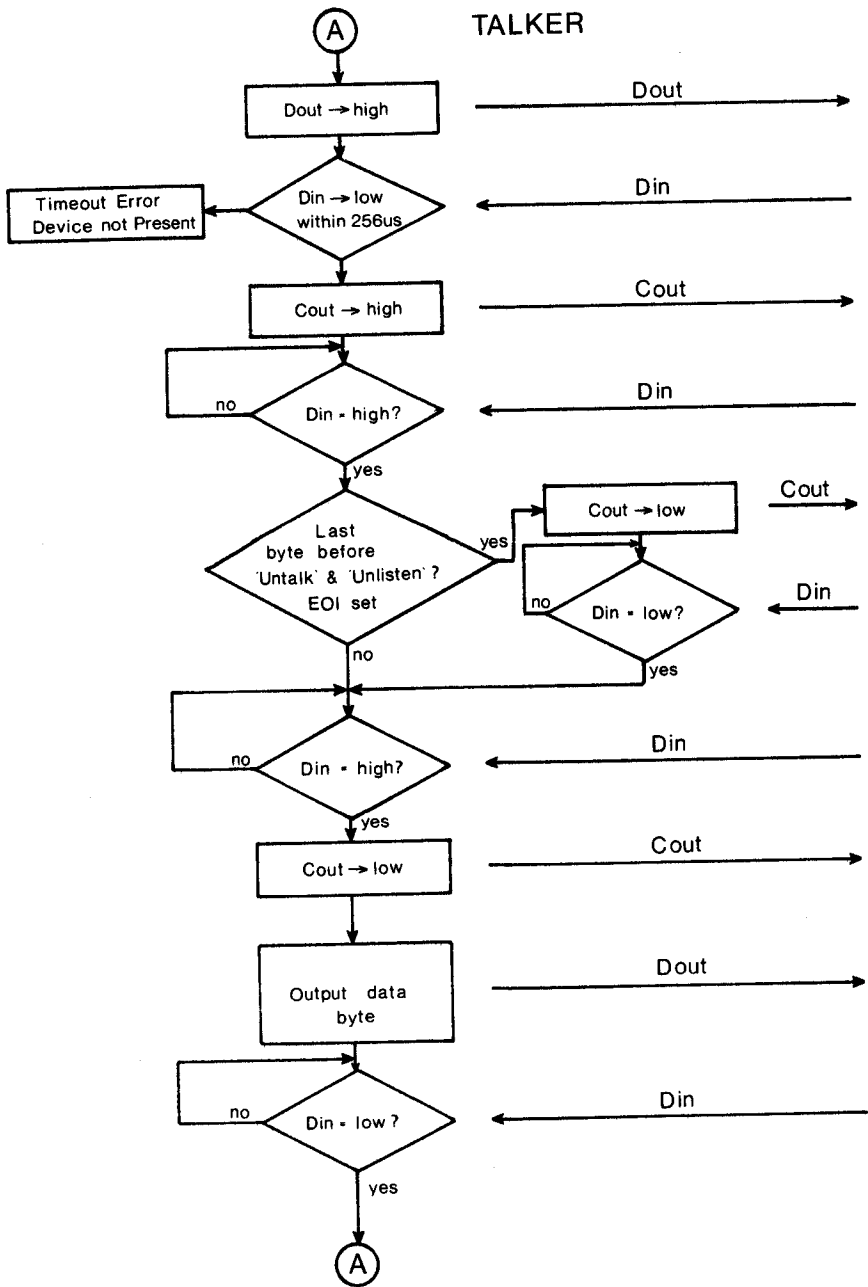 A
TALKER
Dout → high
Dout
Din → low
within 256us
Din
Timeout Error
Device not Present
Cout → high
Cout
Din = high?
no
Din
yes
Last
byte before
'Untalk' & 'Unlisten' ?
EOI set
yes
Cout → low
Cout
Din = low?
no
Din
yes
no
Din = high?
no
Din
yes
Cout → low
Cout
Output data
byte
Dout
Din = low ?
no
Din
yes
A